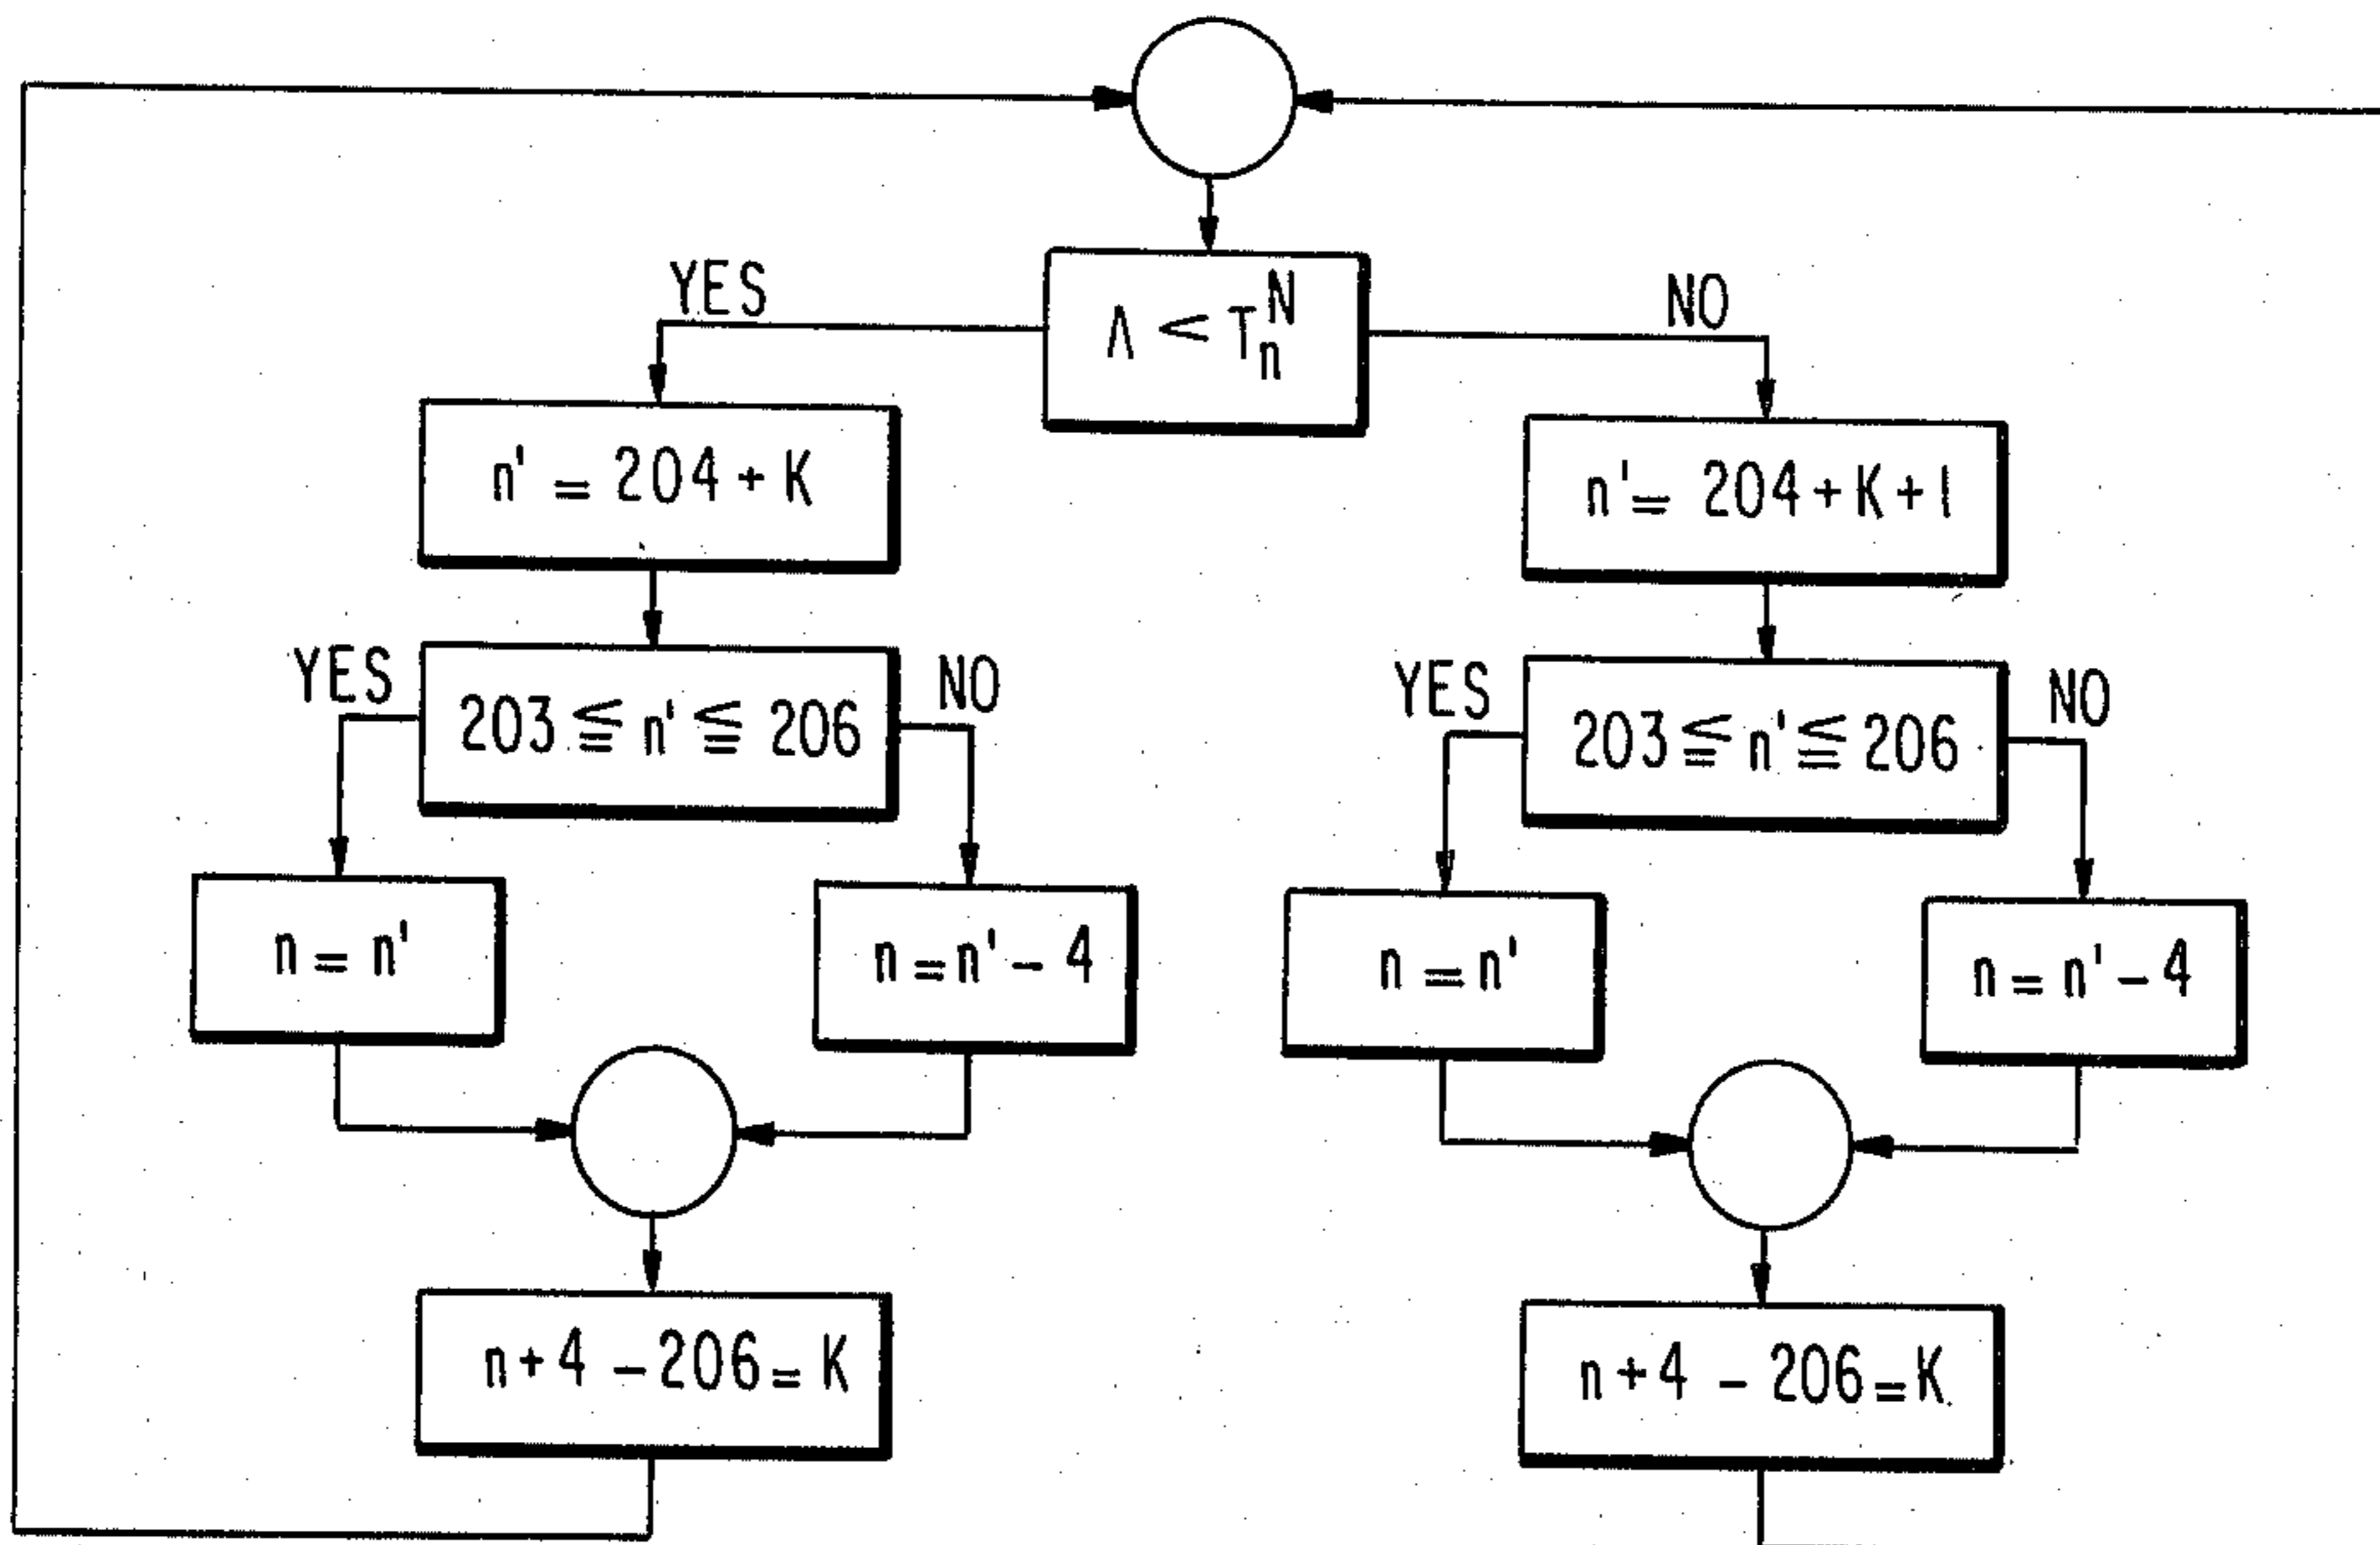 YES
NO
Λ < T_n^N
n' = 204 + K
n' = 204 + K + 1
YES
NO
YES
NO
203 ≦ n' ≦ 206
203 ≦ n' ≦ 206
n = n'
n = n' - 4
n = n'
n = n' - 4
n + 4 - 206 = K
n + 4 - 206 = K